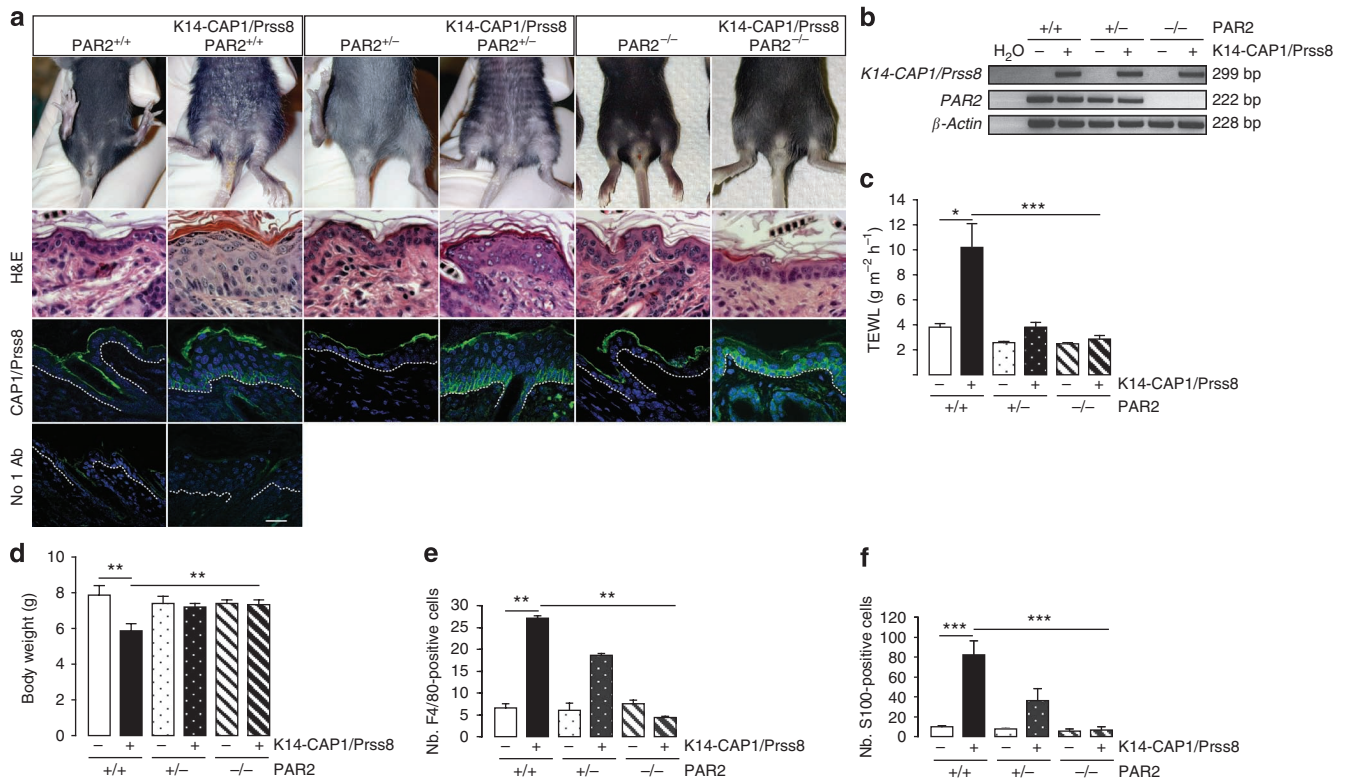 a
PAR2+/+
K14-CAP1/Prss8
PAR2+/+
PAR2+/−
K14-CAP1/Prss8
PAR2+/−
PAR2−/−
K14-CAP1/Prss8
PAR2−/−
H&E
CAP1/Prss8
No 1 Ab
b
+/+ +/− −/− PAR2
H2O − + − + − + K14-CAP1/Prss8
K14-CAP1/Prss8 299 bp
PAR2 222 bp
β-Actin 228 bp
c
TEWL (g m−2 h−1)
14
12
10
8
6
4
2
* ***
− + − + − + K14-CAP1/Prss8
+/+ +/− −/− PAR2
d
Body weight (g)
10
8
6
4
2
0
** **
− + − + − + K14-CAP1/Prss8
+/+ +/− −/− PAR2
e
Nb. F4/80-positive cells
30
25
20
15
10
5
0
** **
− + − + − + K14-CAP1/Prss8
+/+ +/− −/− PAR2
f
Nb. S100-positive cells
120
100
80
60
40
20
0
*** ***
− + − + − + K14-CAP1/Prss8
+/+ +/− −/− PAR2